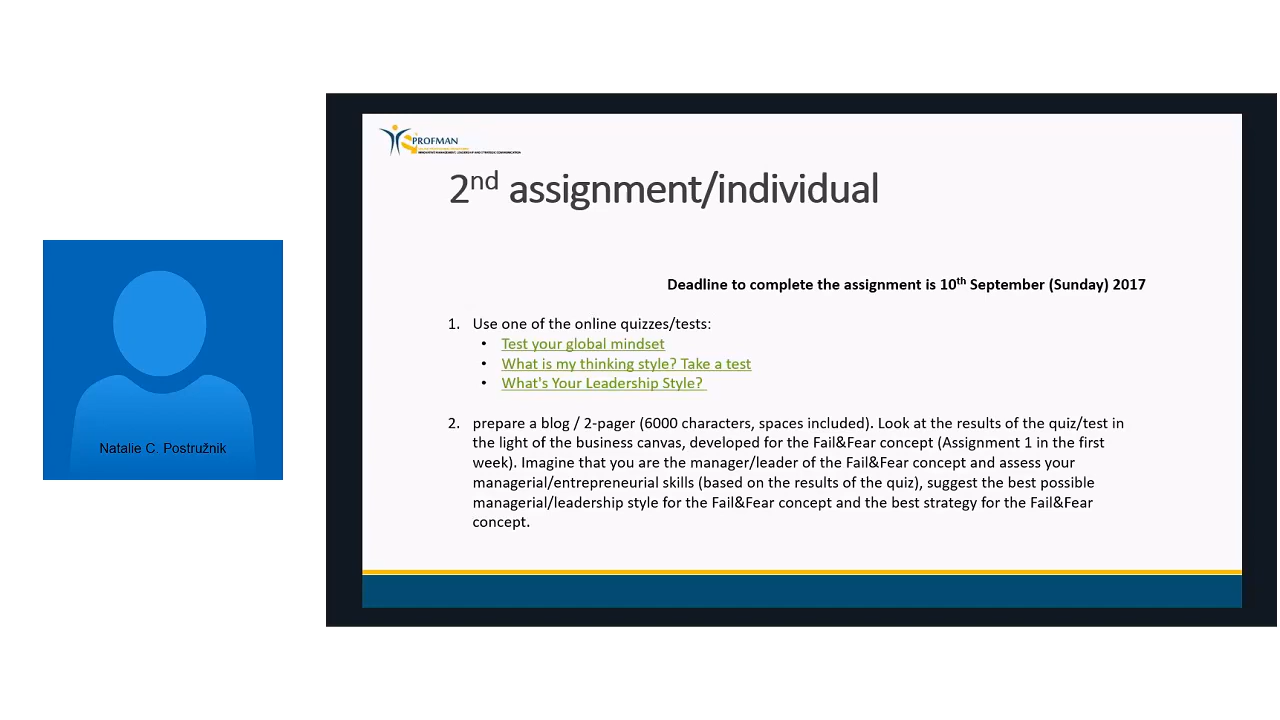 PROFMAN
INNOVATIVE MANAGEMENT, LEADERSHIP AND STRATEGIC COMMUNICATION
2nd assignment/individual
Deadline to complete the assignment is 10th September (Sunday) 2017
1. Use one of the online quizzes/tests:
• Test your global mindset
• What is my thinking style? Take a test
• What's Your Leadership Style?
2. prepare a blog / 2-pager (6000 characters, spaces included). Look at the results of the quiz/test in
the light of the business canvas, developed for the Fail&Fear concept (Assignment 1 in the first
week). Imagine that you are the manager/leader of the Fail&Fear concept and assess your
managerial/entrepreneurial skills (based on the results of the quiz), suggest the best possible
managerial/leadership style for the Fail&Fear concept and the best strategy for the Fail&Fear
concept.
Natalie C. Postružnik